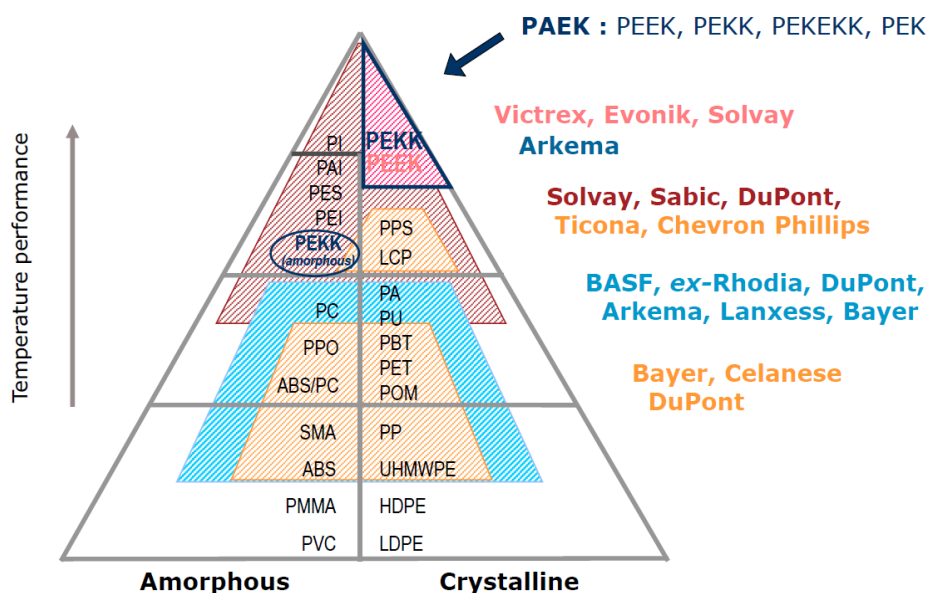 PAEK : PEEK, PEKK, PEKEKK, PEK
Victrex, Evonik, Solvay
Arkema
Solvay, Sabic, DuPont,
Ticona, Chevron Phillips
BASF, ex-Rhodia, DuPont,
Arkema, Lanxess, Bayer
Bayer, Celanese
DuPont
Temperature performance
PI
PAI
PES
PEI
PEKK
(amorphous)
PC
PPO
ABS/PC
SMA
ABS
PMMA
PVC
PEKK
PEEK
PPS
LCP
PA
PU
PBT
PET
POM
PP
UHMWPE
HDPE
LDPE
Amorphous
Crystalline